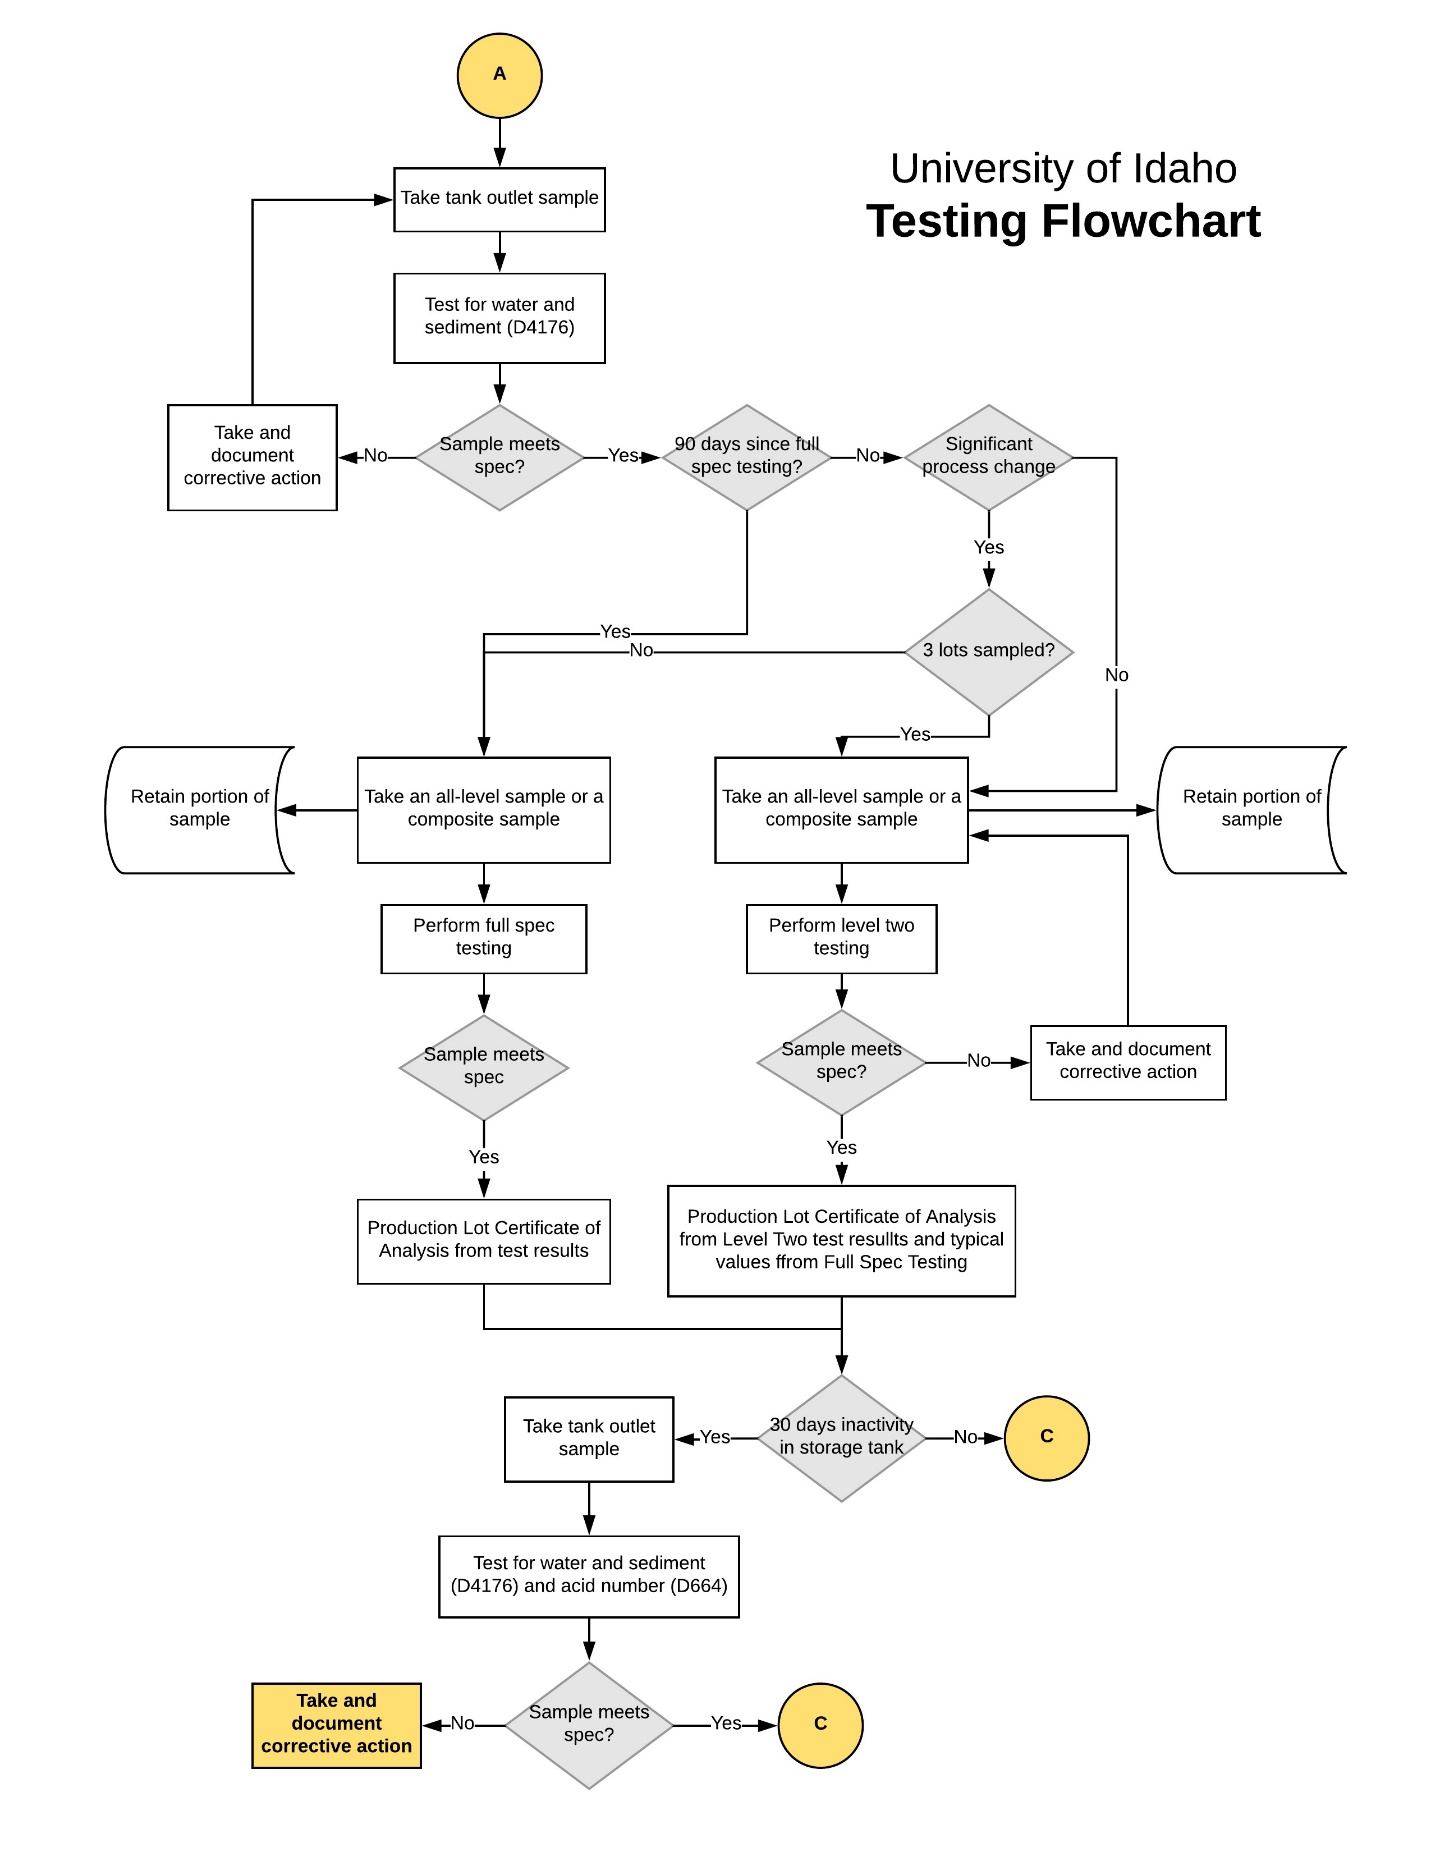 A
University of Idaho
Testing Flowchart
Take tank outlet sample
Test for water and
sediment (D4176)
Take and
document
corrective action
No
Sample meets
spec?
Yes
90 days since full
spec testing?
No
Significant
process change
Yes
Yes
No
3 lots sampled?
No
Yes
Retain portion of
sample
Take an all-level sample or a
composite sample
Take an all-level sample or a
composite sample
Retain portion of
sample
Perform full spec
testing
Perform level two
testing
Sample meets
spec
Sample meets
spec?
No
Take and document
corrective action
Yes
Yes
Production Lot Certificate of
Analysis from test results
Production Lot Certificate of Analysis
from Level Two test resullts and typical
values ffrom Full Spec Testing
Take tank outlet
sample
Yes
30 days inactivity
in storage tank
No
C
Test for water and sediment
(D4176) and acid number (D664)
Take and
document
corrective action
No
Sample meets
spec?
Yes
C